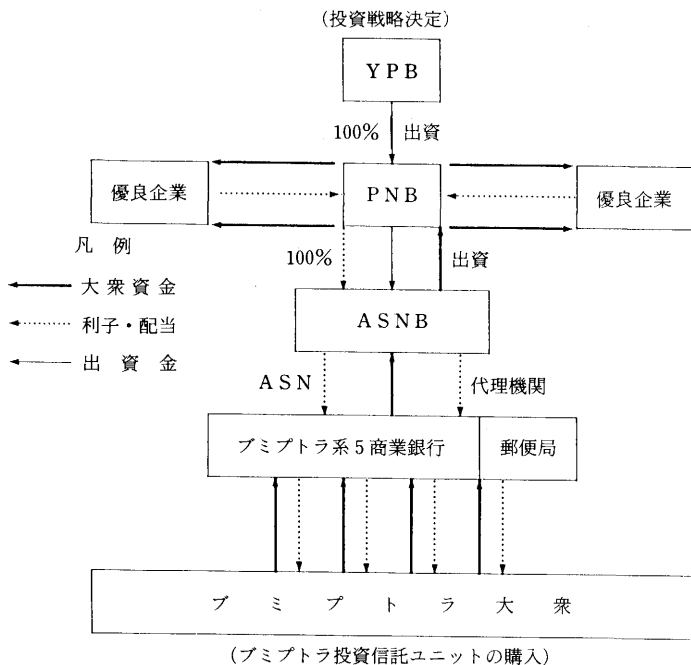 (投資戦略決定)
YPB
100% 出資
優良企業
PNB
優良企業
凡例
100%
出資
大衆資金
利子・配当
出資金
ASNB
ASN
代理機関
ブミプトラ系5商業銀行
郵便局
ブミプトラ大衆
(ブミプトラ投資信託ユニットの購入)